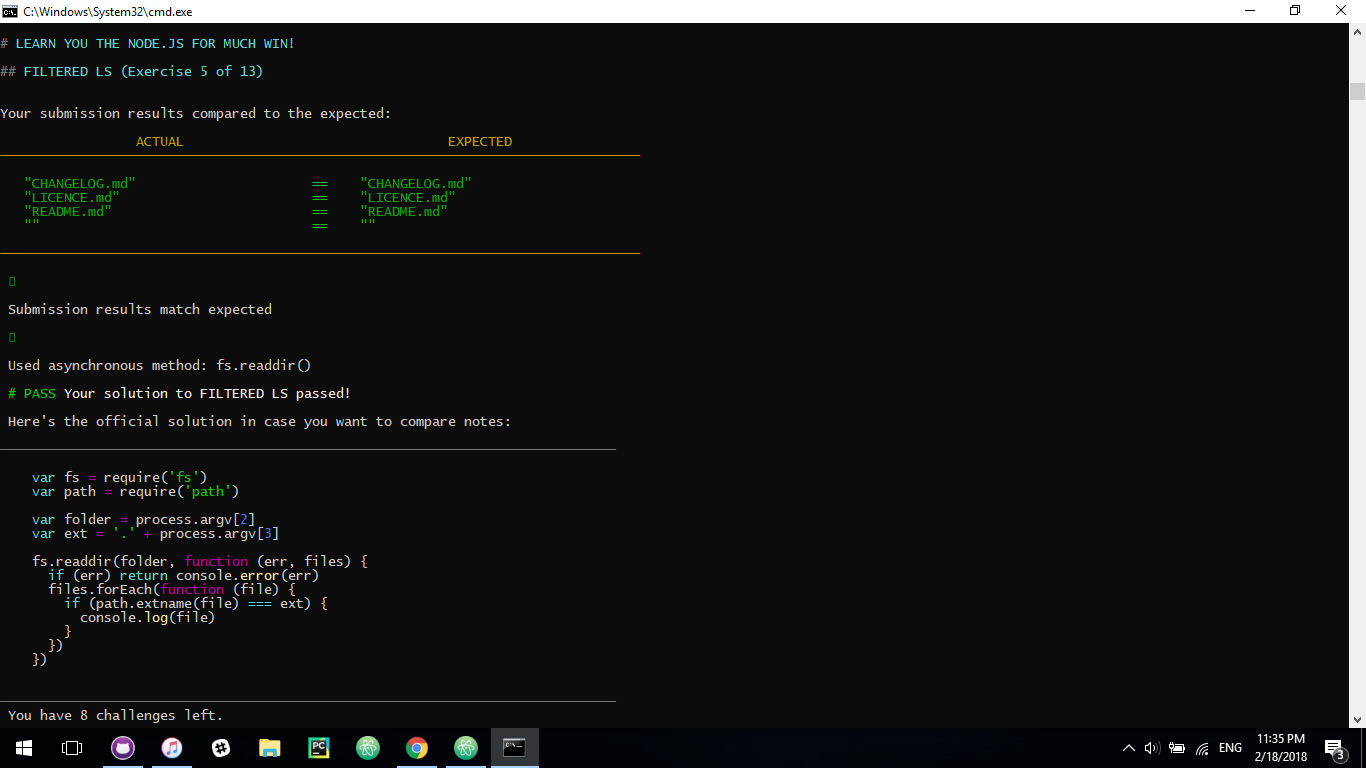 C:\Windows\System32\cmd.exe
# LEARN YOU THE NODE.JS FOR MUCH WIN!
## FILTERED LS (Exercise 5 of 13)
Your submission results compared to the expected:
ACTUAL EXPECTED
"CHANGELOG.md" == "CHANGELOG.md"
"LICENCE.md" == "LICENCE.md"
"README.md" == "README.md"
"" == ""
Submission results match expected
Used asynchronous method: fs.readdir()
# PASS Your solution to FILTERED LS passed!
Here's the official solution in case you want to compare notes:
var fs = require('fs')
var path = require('path')
var folder = process.argv[2]
var ext = '.' + process.argv[3]
fs.readdir(folder, function (err, files) {
if (err) return console.error(err)
files.forEach(function (file) {
if (path.extname(file) === ext) {
console.log(file)
}
})
})
You have 8 challenges left.
PC
C:\_
ENG
11:35 PM
2/18/2018
3